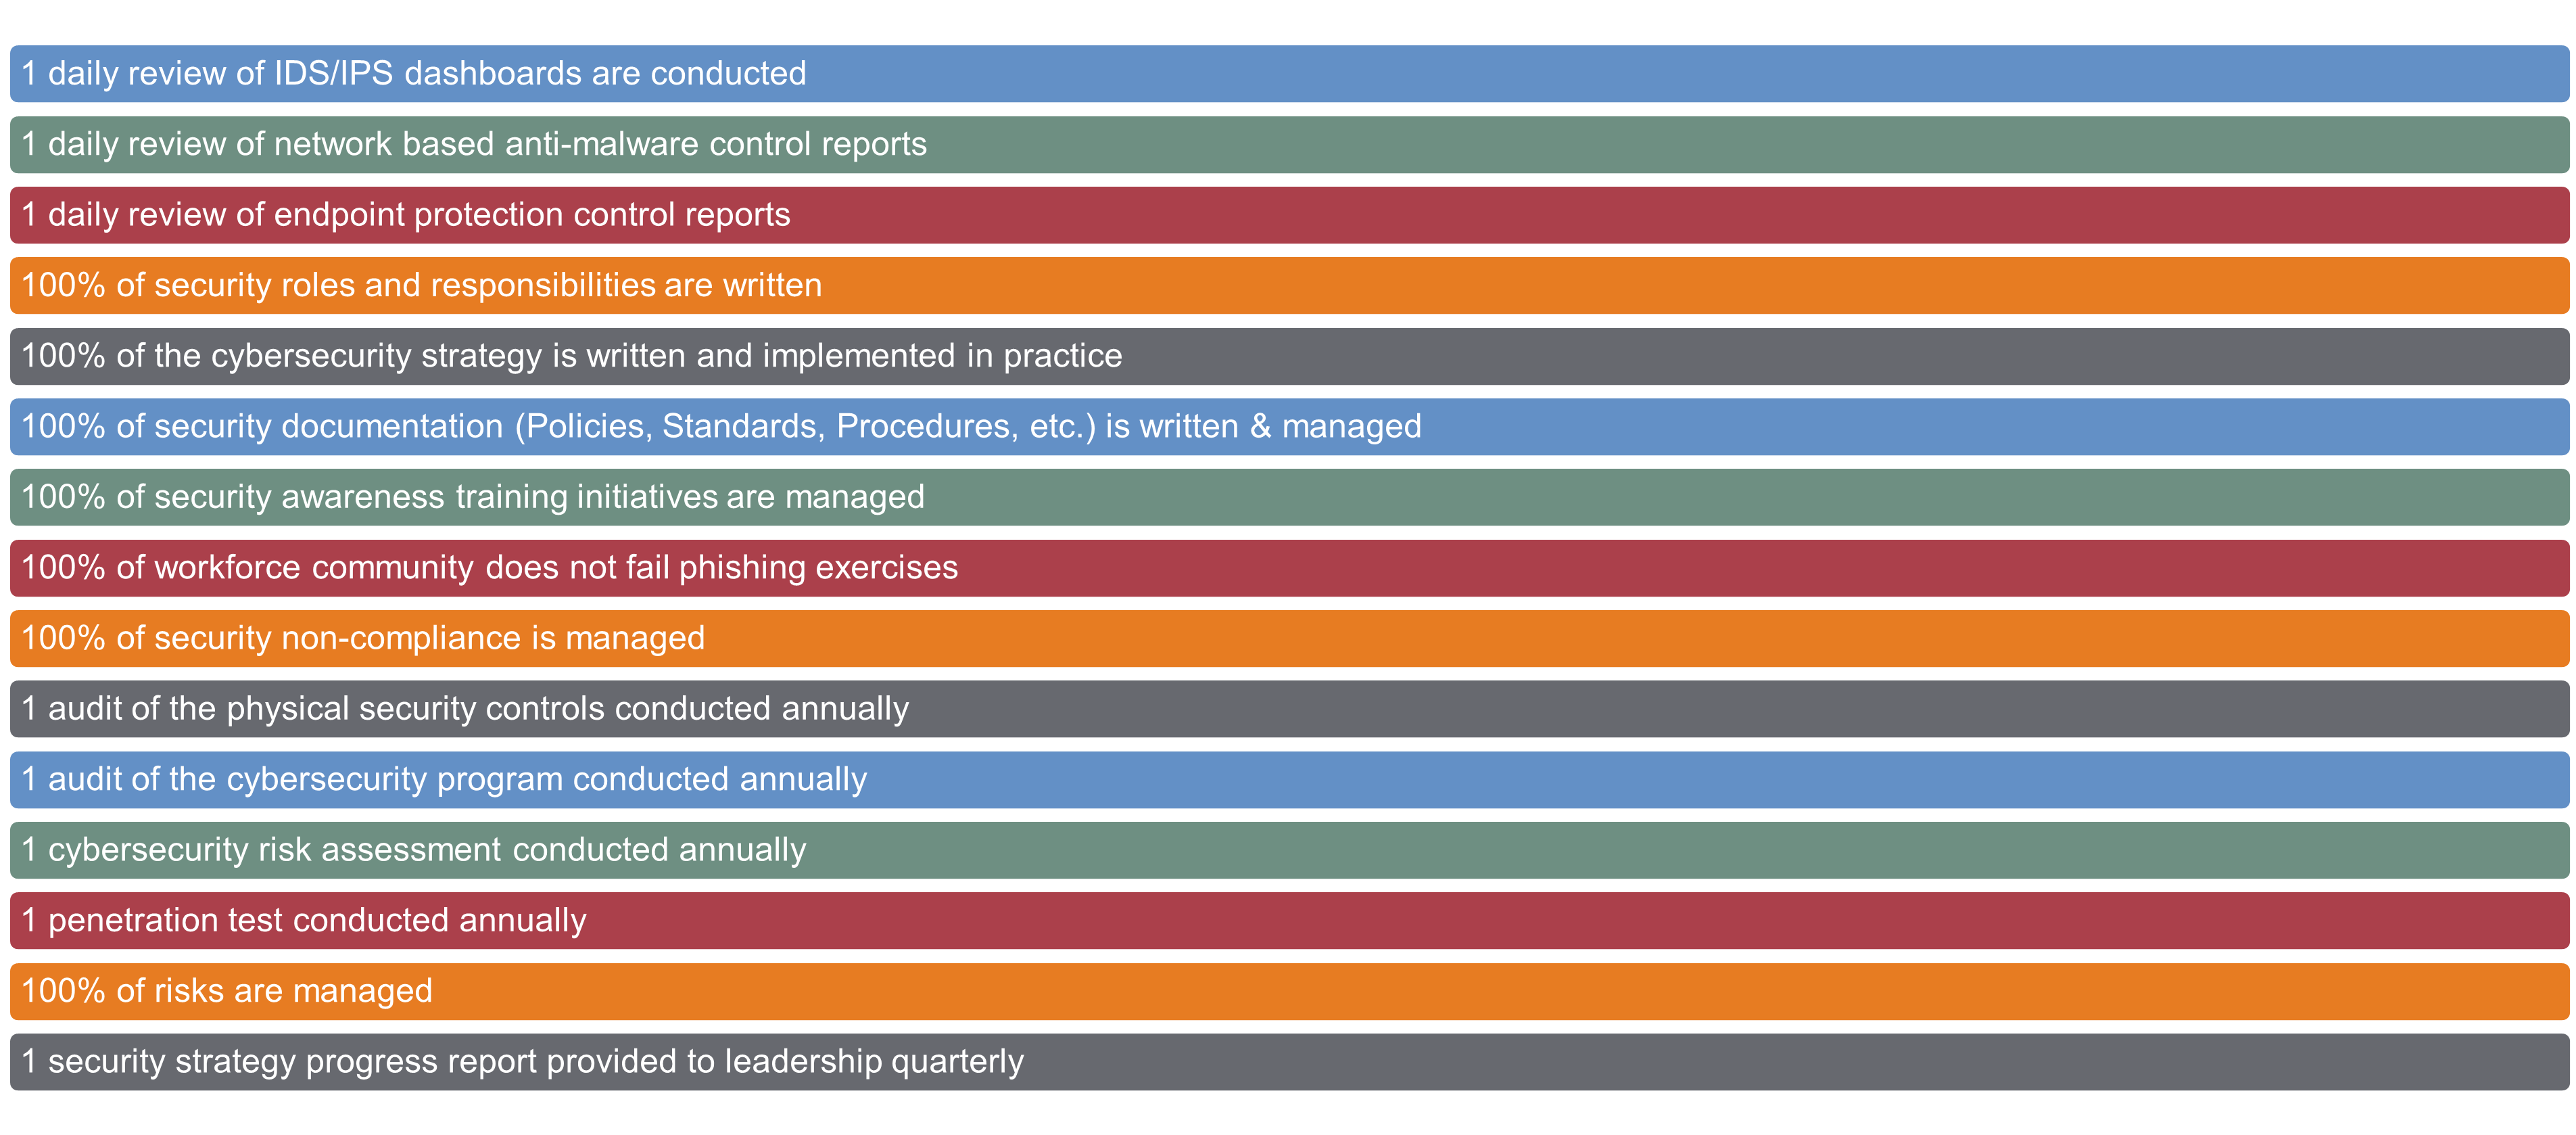 1 daily review of IDS/IPS dashboards are conducted
1 daily review of network based anti-malware control reports
1 daily review of endpoint protection control reports
100% of security roles and responsibilities are written
100% of the cybersecurity strategy is written and implemented in practice
100% of security documentation (Policies, Standards, Procedures, etc.) is written & managed
100% of security awareness training initiatives are managed
100% of workforce community does not fail phishing exercises
100% of security non-compliance is managed
1 audit of the physical security controls conducted annually
1 audit of the cybersecurity program conducted annually
1 cybersecurity risk assessment conducted annually
1 penetration test conducted annually
100% of risks are managed
1 security strategy progress report provided to leadership quarterly